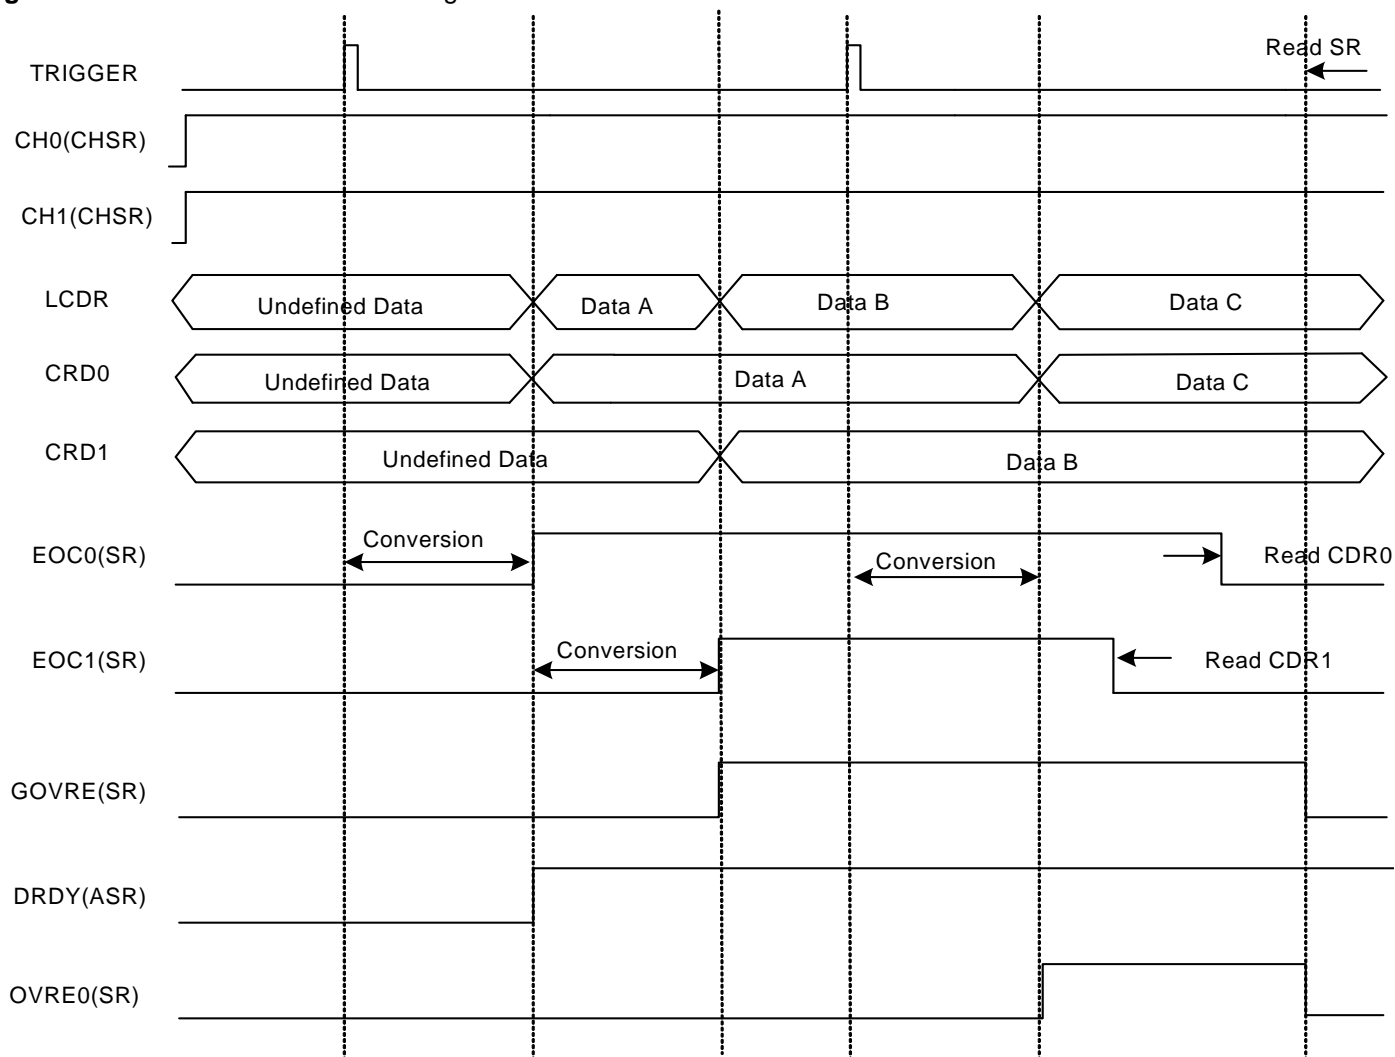 Read SR
TRIGGER
CH0(CHSR)
CH1(CHSR)
LCDR
Undefined Data
Data A
Data B
Data C
CRD0
Undefined Data
Data A
Data C
CRD1
Undefined Data
Data B
EOC0(SR)
Conversion
Conversion
Read CDR0
EOC1(SR)
Conversion
Read CDR1
GOVRE(SR)
DRDY(ASR)
OVRE0(SR)